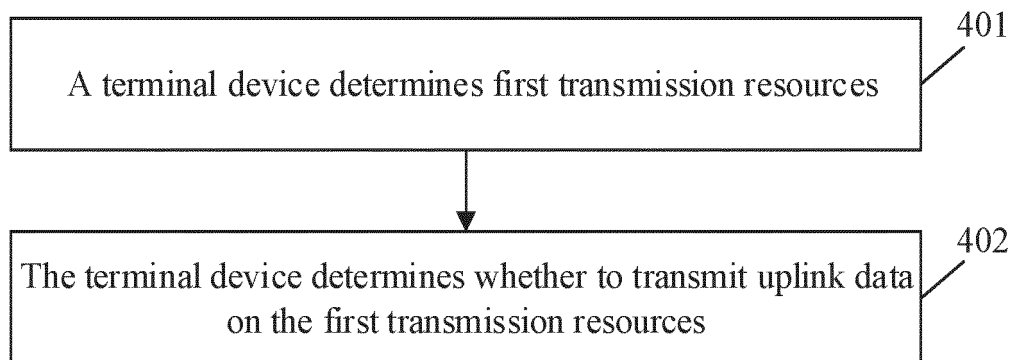 401
A terminal device determines first transmission resources
402
The terminal device determines whether to transmit uplink data
on the first transmission resources